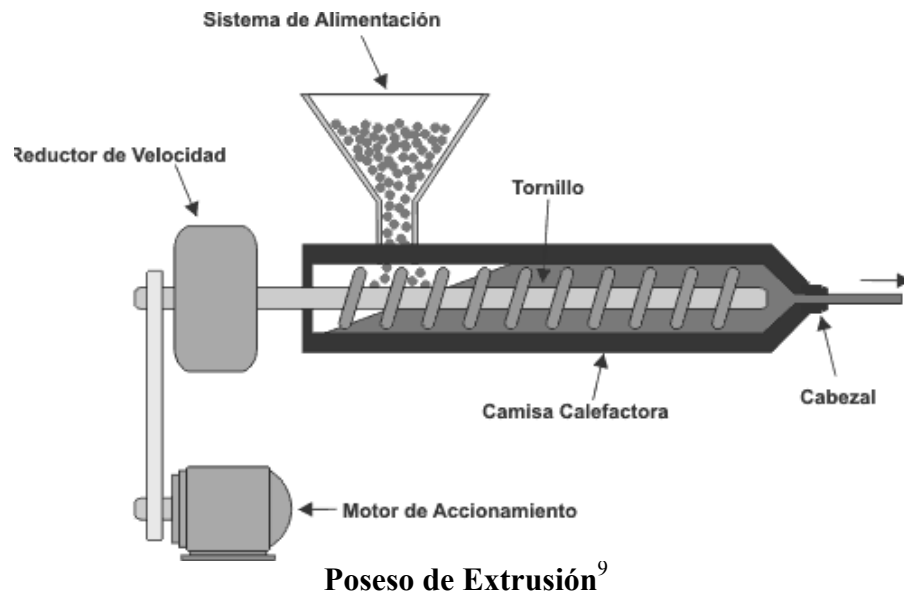 Sistema de Alimentación
Reductor de Velocidad
Tornillo
Camisa Calefactora
Cabezal
Motor de Accionamiento
Poseso de Extrusión⁹